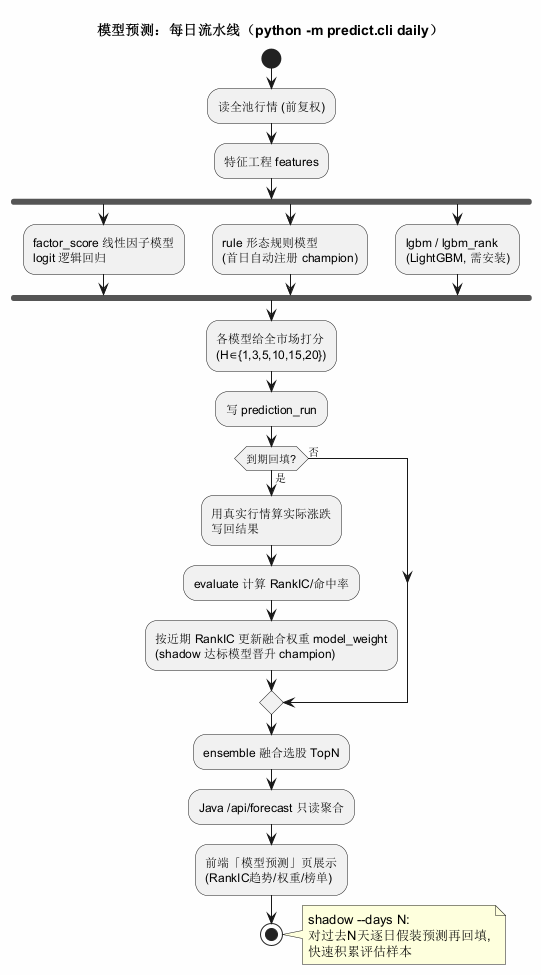 模型预测：每日流水线（python -m predict.cli daily）
读全池行情 (前复权)
特征工程 features
factor_score 线性因子模型
logit 逻辑回归
rule 形态规则模型
(首日自动注册 champion)
lgbm / lgbm_rank
(LightGBM, 需安装)
各模型给全市场打分
(H∈{1,3,5,10,15,20})
写 prediction_run
到期回填?
否
是
用真实行情算实际涨跌
写回结果
evaluate 计算 RankIC/命中率
按近期 RankIC 更新融合权重 model_weight
(shadow 达标模型晋升 champion)
ensemble 融合选股 TopN
Java /api/forecast 只读聚合
前端「模型预测」页展示
(RankIC趋势/权重/榜单)
shadow --days N:
对过去N天逐日假装预测再回填,
快速积累评估样本